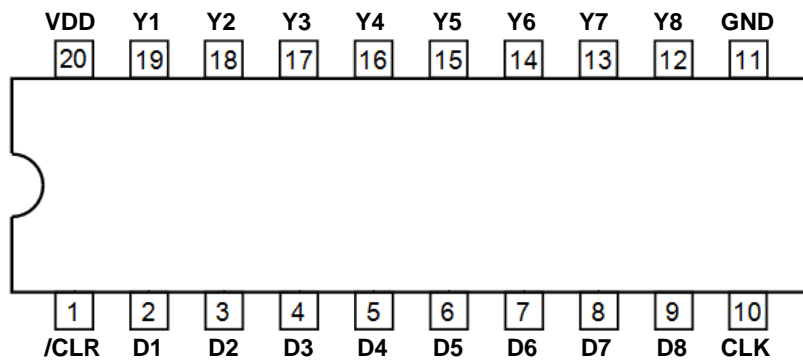 VDD Y1 Y2 Y3 Y4 Y5 Y6 Y7 Y8 GND
20 19 18 17 16 15 14 13 12 11
1 2 3 4 5 6 7 8 9 10
/CLR D1 D2 D3 D4 D5 D6 D7 D8 CLK